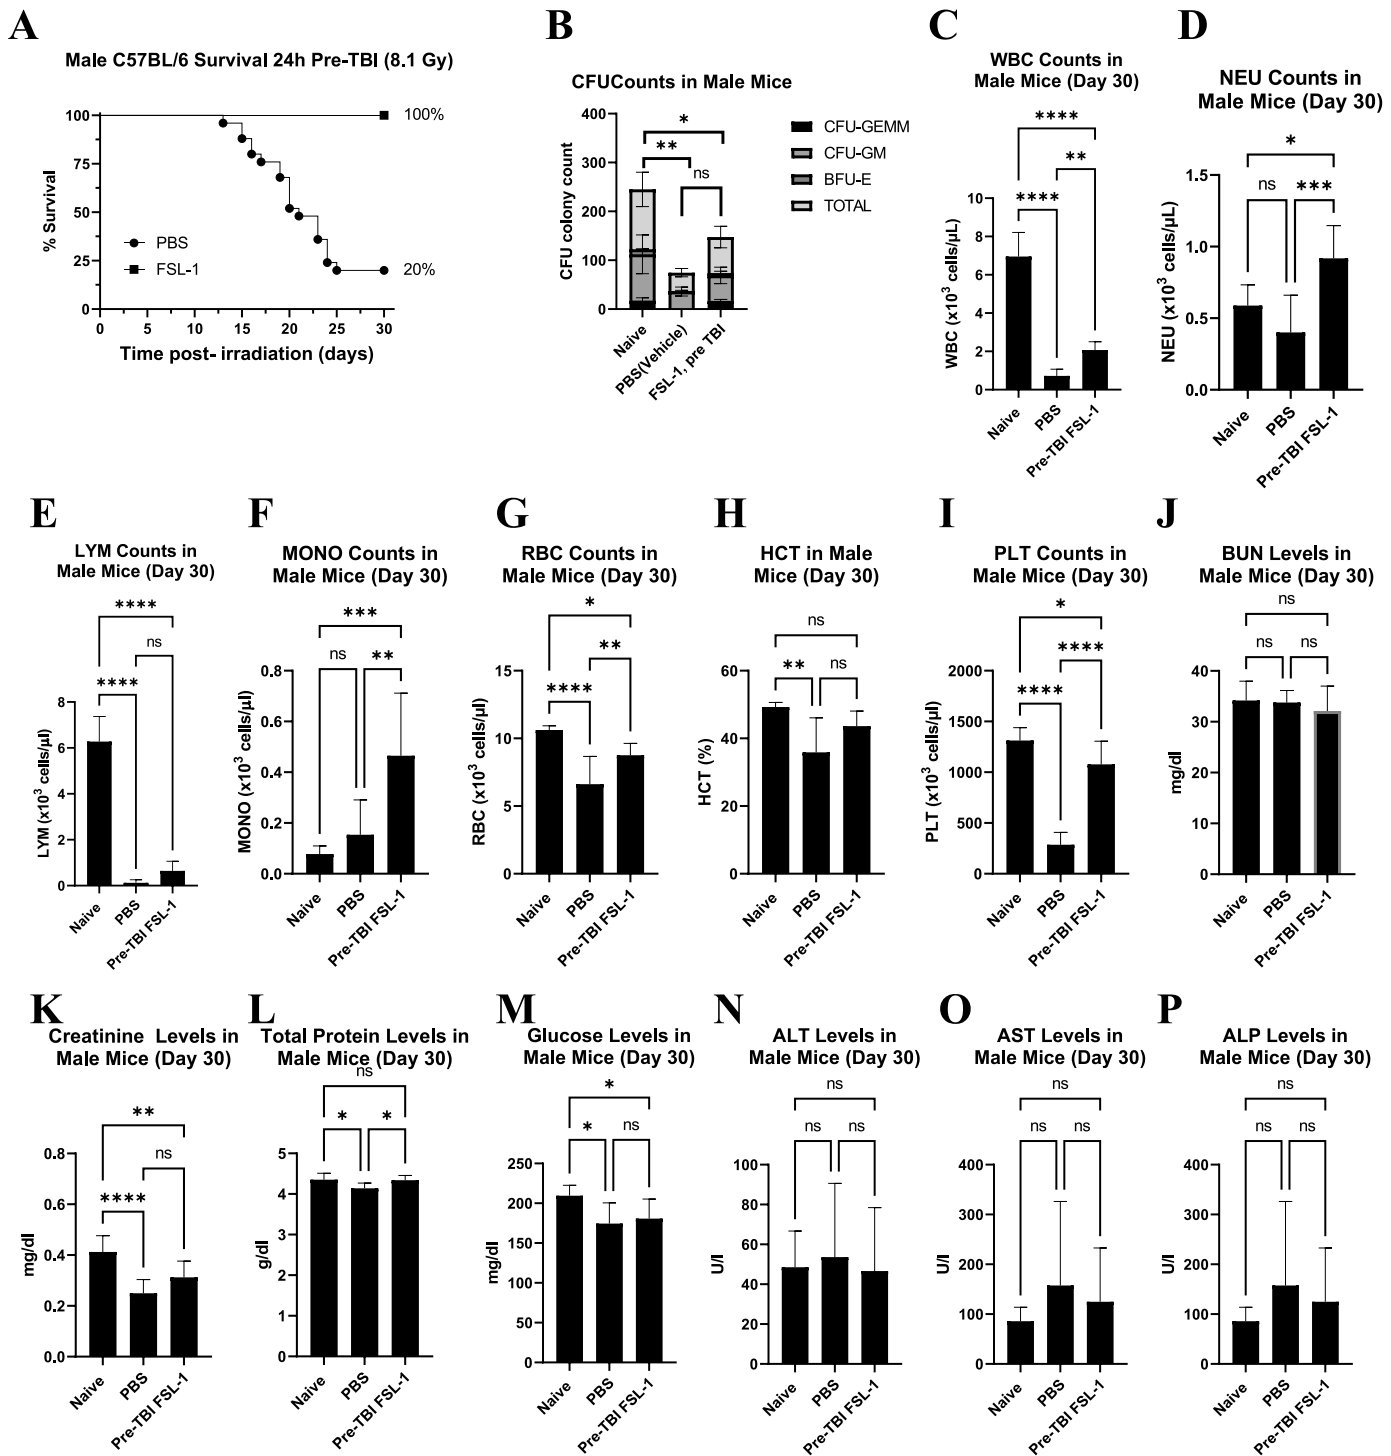 A
Male C57BL/6 Survival 24h Pre-TBI (8.1 Gy)
% Survival
100
75
50
25
0
PBS
FSL-1
100%
20%
0 5 10 15 20 25 30
Time post- irradiation (days)
B
CFUCounts in Male Mice
CFU colony count
400
300
200
100
0
*
**
ns
Naive
PBS(Vehicle)
FSL-1, pre TBI
CFU-GEMM
CFU-GM
BFU-E
TOTAL
C
WBC Counts in
Male Mice (Day 30)
****
**
****
WBC (x10³ cells/µL)
10
8
6
4
2
0
Naive
PBS
Pre-TBI FSL-1
D
NEU Counts in
Male Mice (Day 30)
*
ns
***
NEU (x10³ cells/µL)
1.5
1.0
0.5
0.0
Naive
PBS
Pre-TBI FSL-1
E
LYM Counts in
Male Mice (Day 30)
****
ns
****
LYM (x10³ cells/µl)
8
6
4
2
0
Naive
PBS
Pre-TBI FSL-1
F
MONO Counts in
Male Mice (Day 30)
***
ns
**
MONO (x10³ cells/µl)
0.8
0.6
0.4
0.2
0.0
Naive
PBS
Pre-TBI FSL-1
G
RBC Counts in
Male Mice (Day 30)
*
**
****
RBC (x10³ cells/µl)
15
10
5
0
Naive
PBS
Pre-TBI FSL-1
H
HCT in Male
Mice (Day 30)
ns
**
ns
HCT (%)
60
40
20
0
Naive
PBS
Pre-TBI FSL-1
I
PLT Counts in
Male Mice (Day 30)
*
****
****
PLT (x10³ cells/µl)
2000
1500
1000
500
0
Naive
PBS
Pre-TBI FSL-1
J
BUN Levels in
Male Mice (Day 30)
ns
ns
ns
mg/dl
40
30
20
10
0
Naive
PBS
Pre-TBI FSL-1
K
Creatinine Levels in
Male Mice (Day 30)
**
ns
****
mg/dl
0.8
0.6
0.4
0.2
0.0
Naive
PBS
Pre-TBI FSL-1
L
Total Protein Levels in
Male Mice (Day 30)
ns
*
*
g/dl
5
4
3
2
1
0
Naive
PBS
Pre-TBI FSL-1
M
Glucose Levels in
Male Mice (Day 30)
*
*
ns
mg/dl
250
200
150
100
50
0
Naive
PBS
Pre-TBI FSL-1
N
ALT Levels in
Male Mice (Day 30)
ns
ns
ns
U/l
100
80
60
40
20
0
Naive
PBS
Pre-TBI FSL-1
O
AST Levels in
Male Mice (Day 30)
ns
ns
ns
U/l
400
300
200
100
0
Naive
PBS
Pre-TBI FSL-1
P
ALP Levels in
Male Mice (Day 30)
ns
ns
ns
U/l
400
300
200
100
0
Naive
PBS
Pre-TBI FSL-1